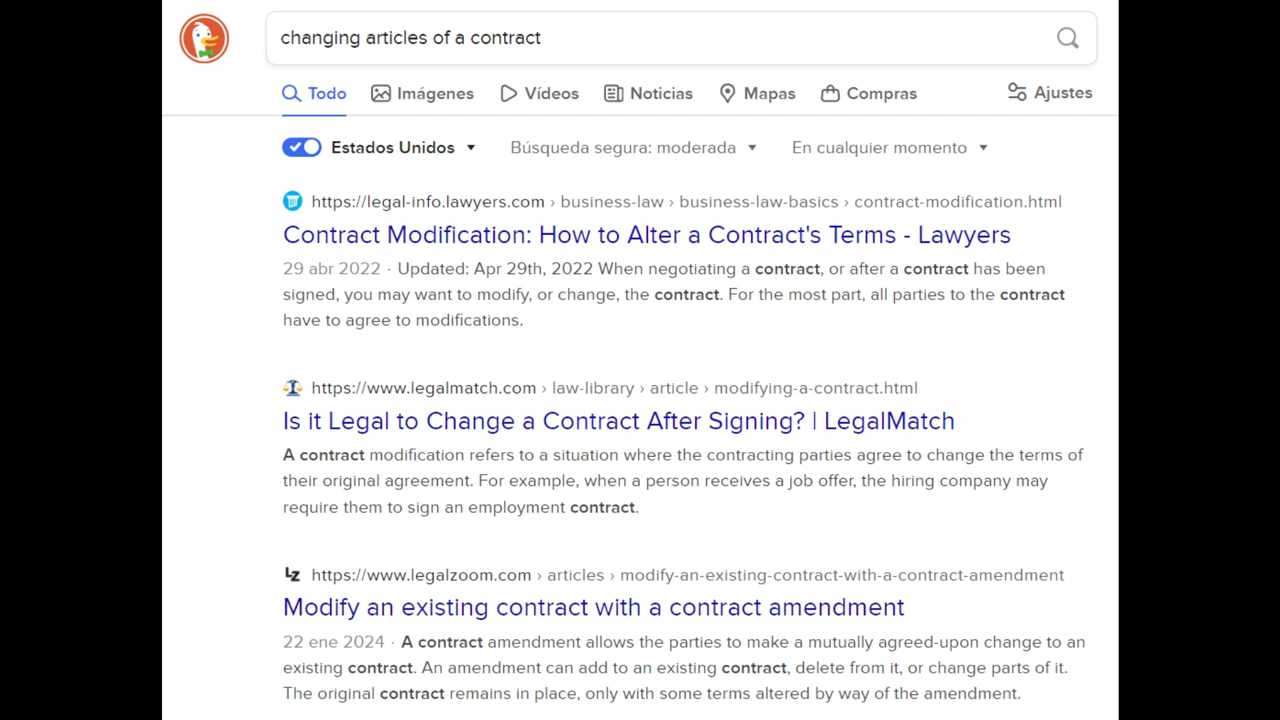 changing articles of a contract
Todo Imágenes Vídeos Noticias Mapas Compras Ajustes
Estados Unidos Búsqueda segura: moderada En cualquier momento
https://legal-info.lawyers.com › business-law › business-law-basics › contract-modification.html
Contract Modification: How to Alter a Contract's Terms - Lawyers
29 abr 2022 · Updated: Apr 29th, 2022 When negotiating a contract, or after a contract has been
signed, you may want to modify, or change, the contract. For the most part, all parties to the contract
have to agree to modifications.
https://www.legalmatch.com › law-library › article › modifying-a-contract.html
Is it Legal to Change a Contract After Signing? | LegalMatch
A contract modification refers to a situation where the contracting parties agree to change the terms of
their original agreement. For example, when a person receives a job offer, the hiring company may
require them to sign an employment contract.
LZ https://www.legalzoom.com › articles › modify-an-existing-contract-with-a-contract-amendment
Modify an existing contract with a contract amendment
22 ene 2024 · A contract amendment allows the parties to make a mutually agreed-upon change to an
existing contract. An amendment can add to an existing contract, delete from it, or change parts of it.
The original contract remains in place, only with some terms altered by way of the amendment.